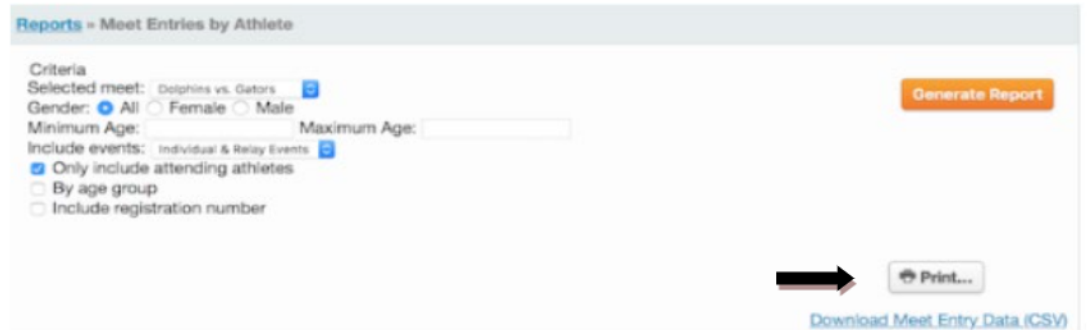 Reports » Meet Entries by Athlete
Criteria
Selected meet: Dolphins vs. Gators
Generate Report
Gender: All Female Male
Minimum Age: Maximum Age:
Include events: Individual & Relay Events
Only include attending athletes
By age group
Include registration number
Print...
Download Meet Entry Data (CSV)